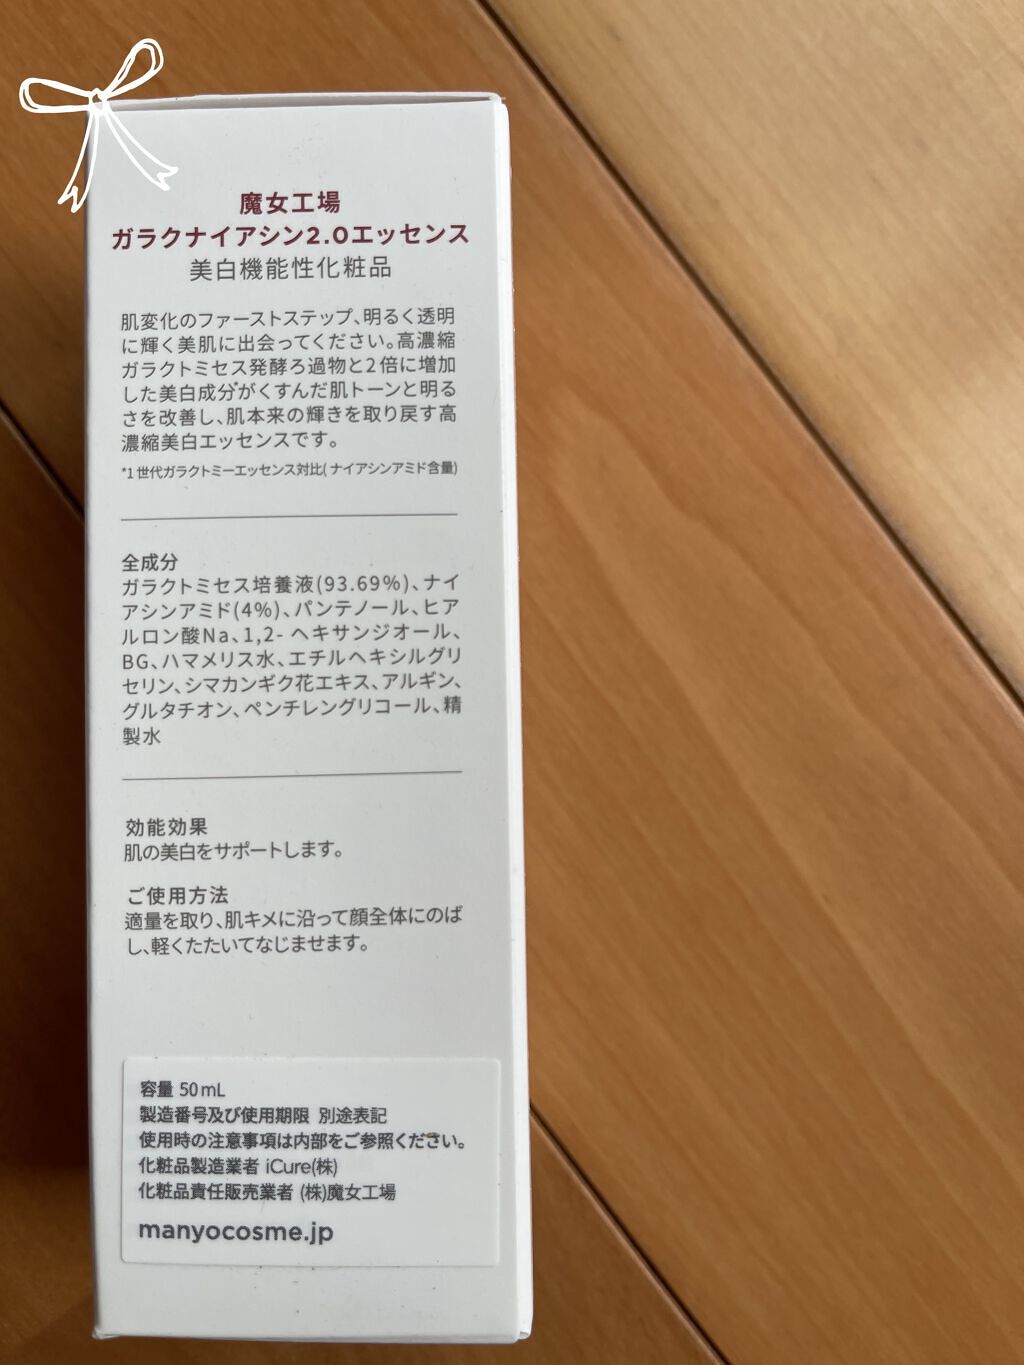 魔女工場
ガラクナイアシン2.0エッセンス
美白機能性化粧品
肌変化のファーストステップ、明るく透明
に輝く美肌に出会ってください。高濃縮
ガラクトミセス発酵ろ過物と2倍に増加
した美白成分*がくすんだ肌トーンと明る
さを改善し、肌本来の輝きを取り戻す高
濃縮美白エッセンスです。
*1世代ガラクトミーエッセンス対比(ナイアシンアミド含量)
全成分
ガラクトミセス培養液(93.69%)、ナイ
アシンアミド(4%)、パンテノール、ヒア
ルロン酸Na、1,2- ヘキサンジオール、
BG、ハマメリス水、エチルヘキシルグリ
セリン、シマカンギク花エキス、アルギン、
グルタチオン、ペンチレングリコール、精
製水
効能効果
肌の美白をサポートします。
ご使用方法
適量を取り、肌キメに沿って顔全体にのば
し、軽くたたいてなじませます。
容量 50mL
製造番号及び使用期限 別途表記
使用時の注意事項は内部をご参照ください。
化粧品製造業者 iCure(株)
化粧品責任販売業者 (株)魔女工場
manyocosme.jp